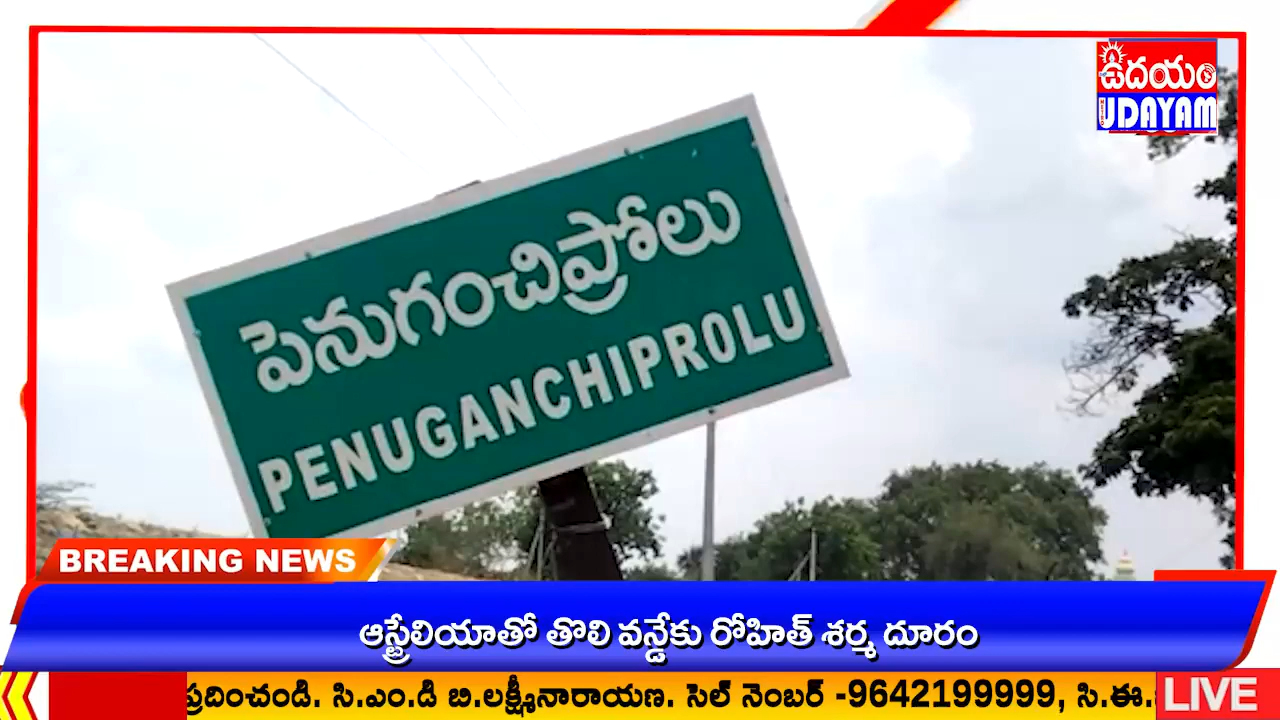 ఉదయం
UDAYAM
పెనుగంచిప్రోలు
PENUGANCHIPROLU
BREAKING NEWS
ఆస్ట్రేలియాతో తొలి వన్డేకు రోహిత్ శర్మ దూరం
ప్రదించండి. సి.ఎం.డి బి.లక్ష్మీనారాయణ. సెల్ నెంబర్ -9642199999, సి.ఈ.
LIVE